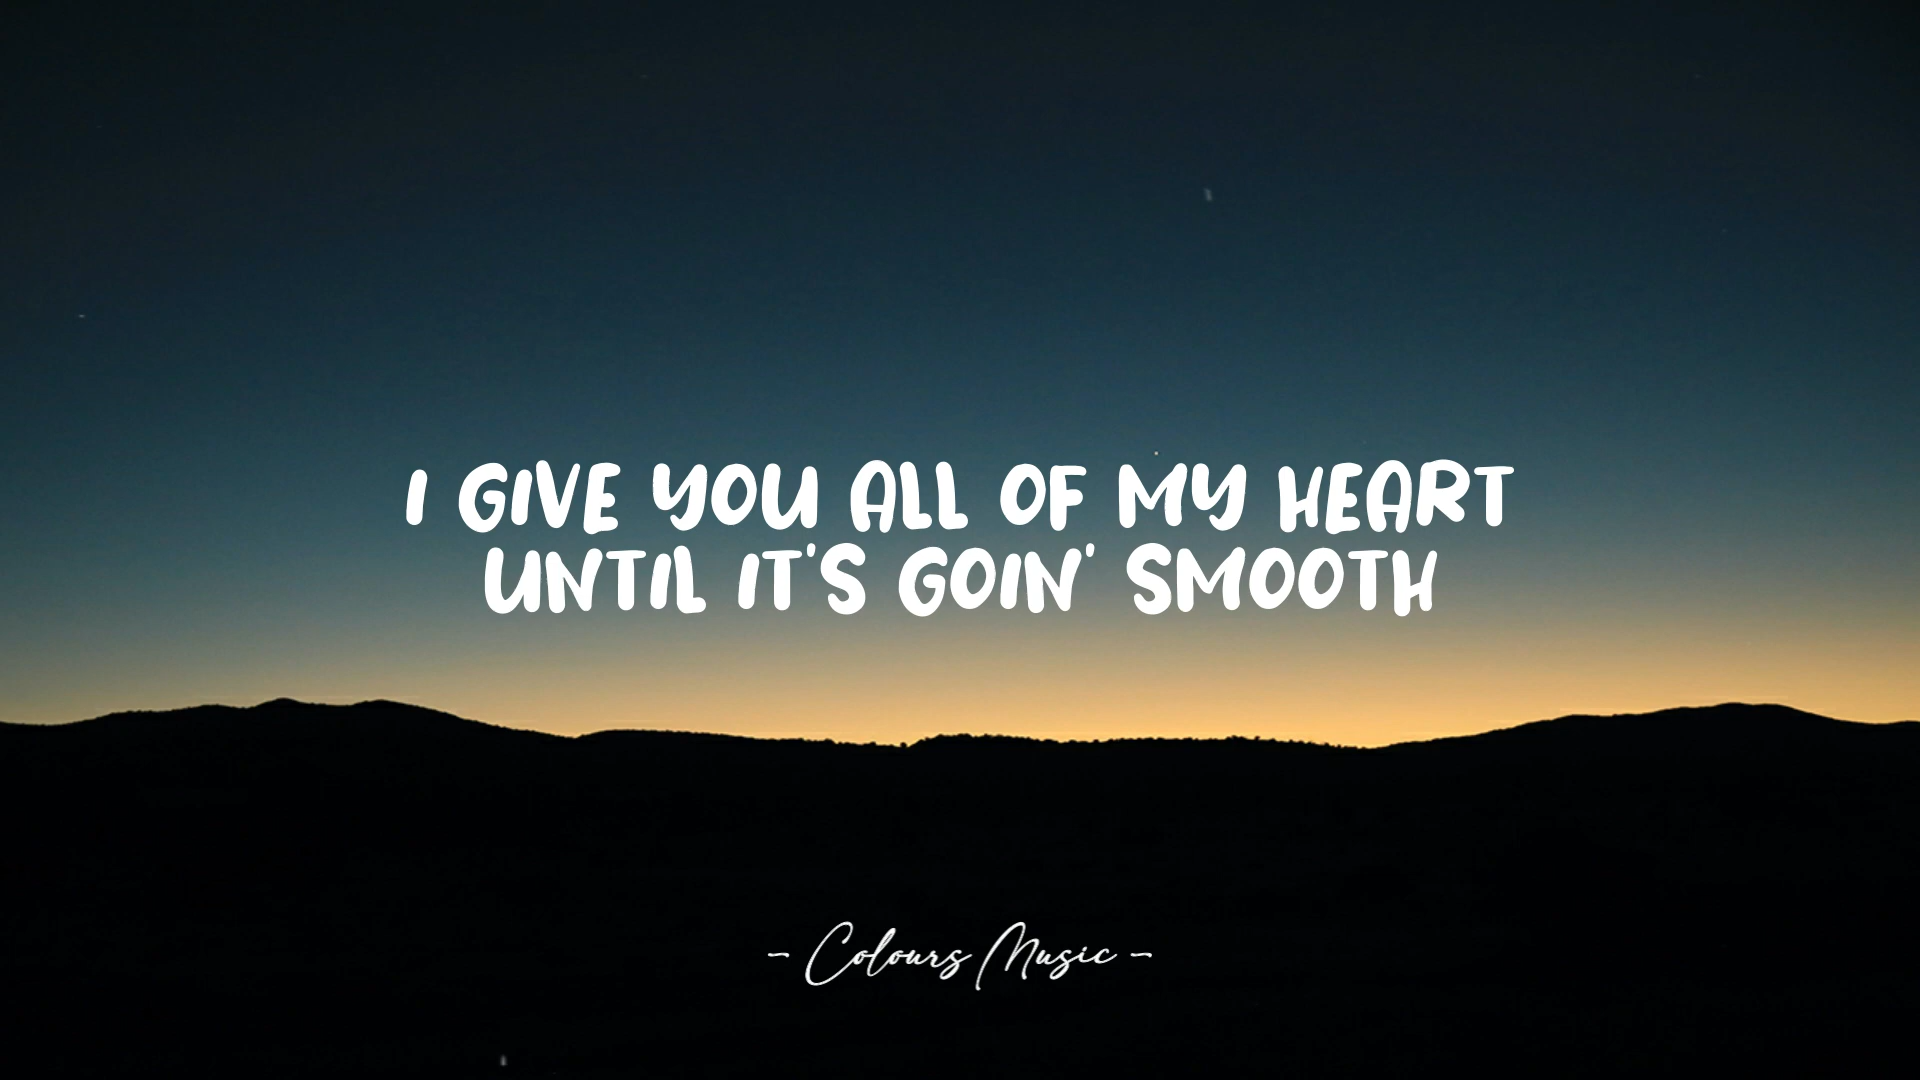 I GIVE YOU ALL OF MY HEART
UNTIL IT'S GOIN' SMOOTH
- Colours Music -